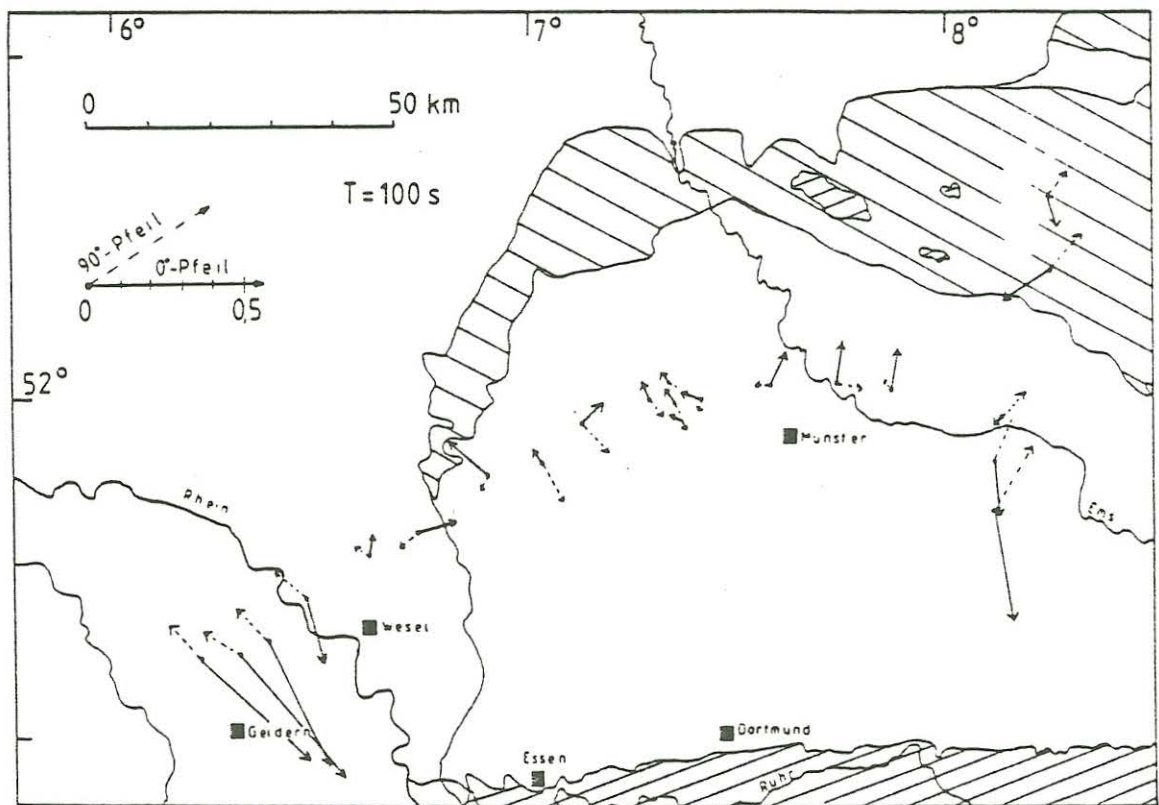 6° 7° 8°
0 50 km
T=100 s
90°-Pfeil
0°-Pfeil
0 0,5
52°
Münster
Rhein
Ems
Wesel
Geldern
Dortmund
Essen
Ruhr